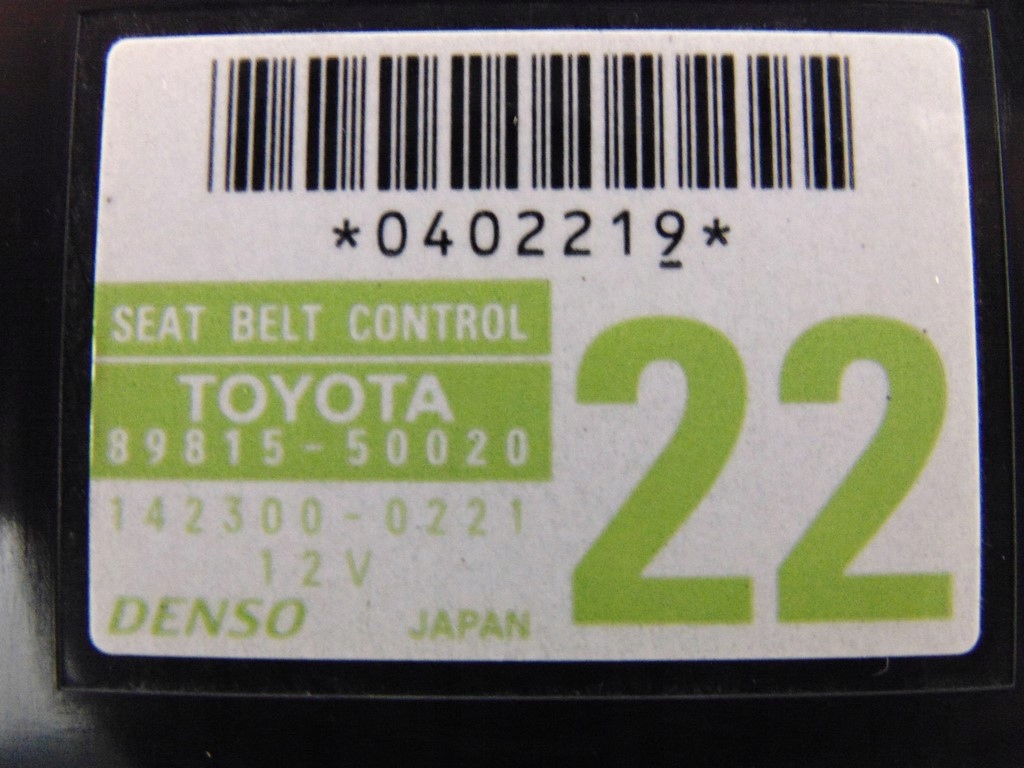 *0402219*
SEAT BELT CONTROL
TOYOTA
89815-50020
142300-0221
12V
DENSO JAPAN
22